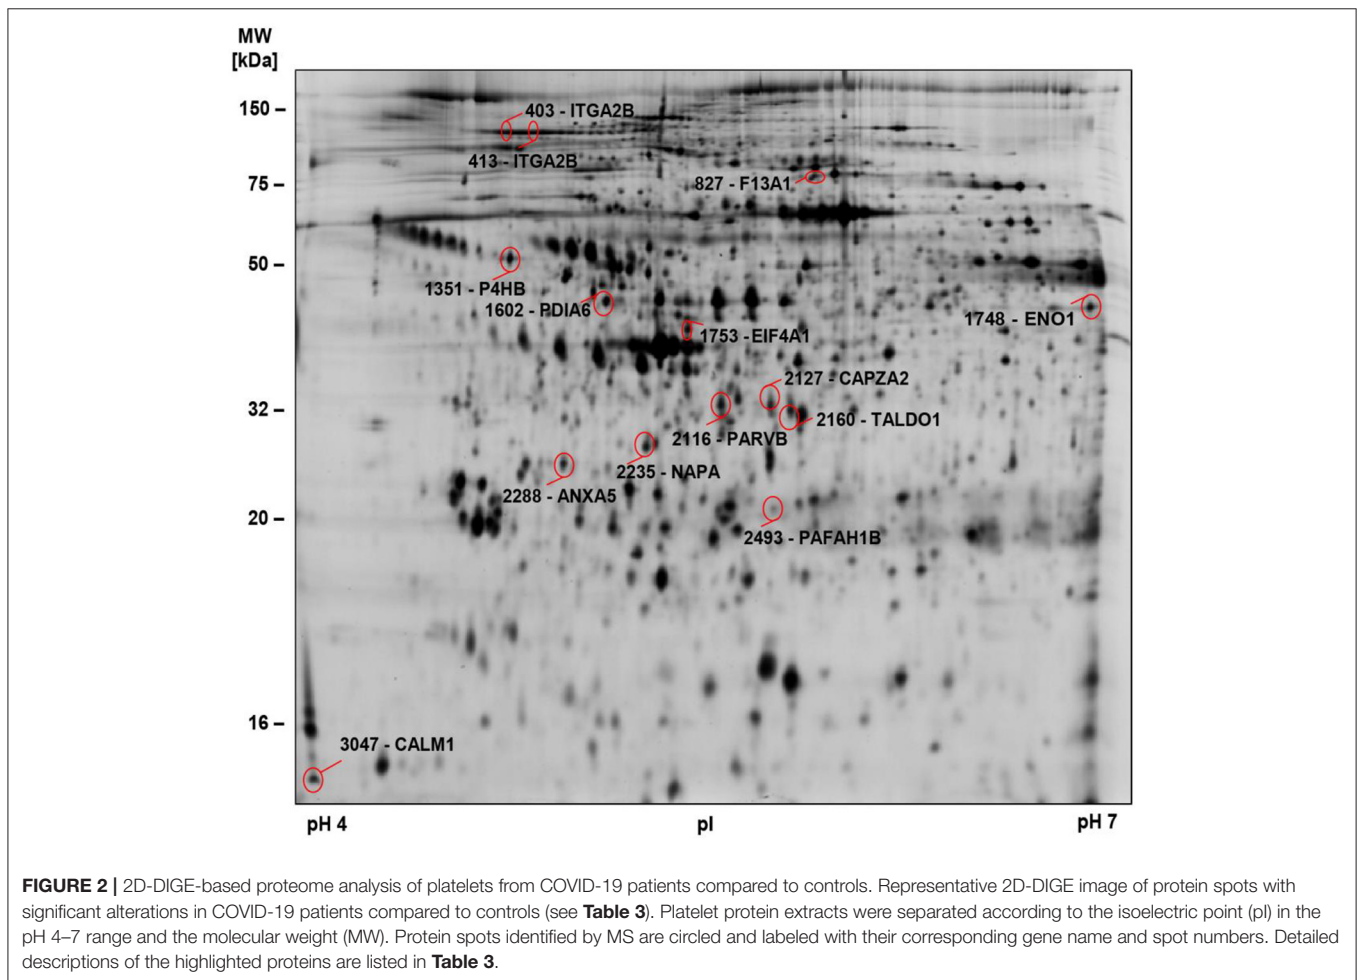 MW
[kDa]
150 –
403 - ITGA2B
413 - ITGA2B
75 –
827 - F13A1
50 –
1351 - P4HB
1602 - PDIA6
1748 - ENO1
1753 - EIF4A1
2127 - CAPZA2
32 –
2160 - TALDO1
2116 - PARVB
2235 - NAPA
2288 - ANXA5
20 –
2493 - PAFAH1B
16 –
3047 - CALM1
pH 4
pI
pH 7
FIGURE 2 | 2D-DIGE-based proteome analysis of platelets from COVID-19 patients compared to controls. Representative 2D-DIGE image of protein spots with
significant alterations in COVID-19 patients compared to controls (see Table 3). Platelet protein extracts were separated according to the isoelectric point (pI) in the
pH 4–7 range and the molecular weight (MW). Protein spots identified by MS are circled and labeled with their corresponding gene name and spot numbers. Detailed
descriptions of the highlighted proteins are listed in Table 3.